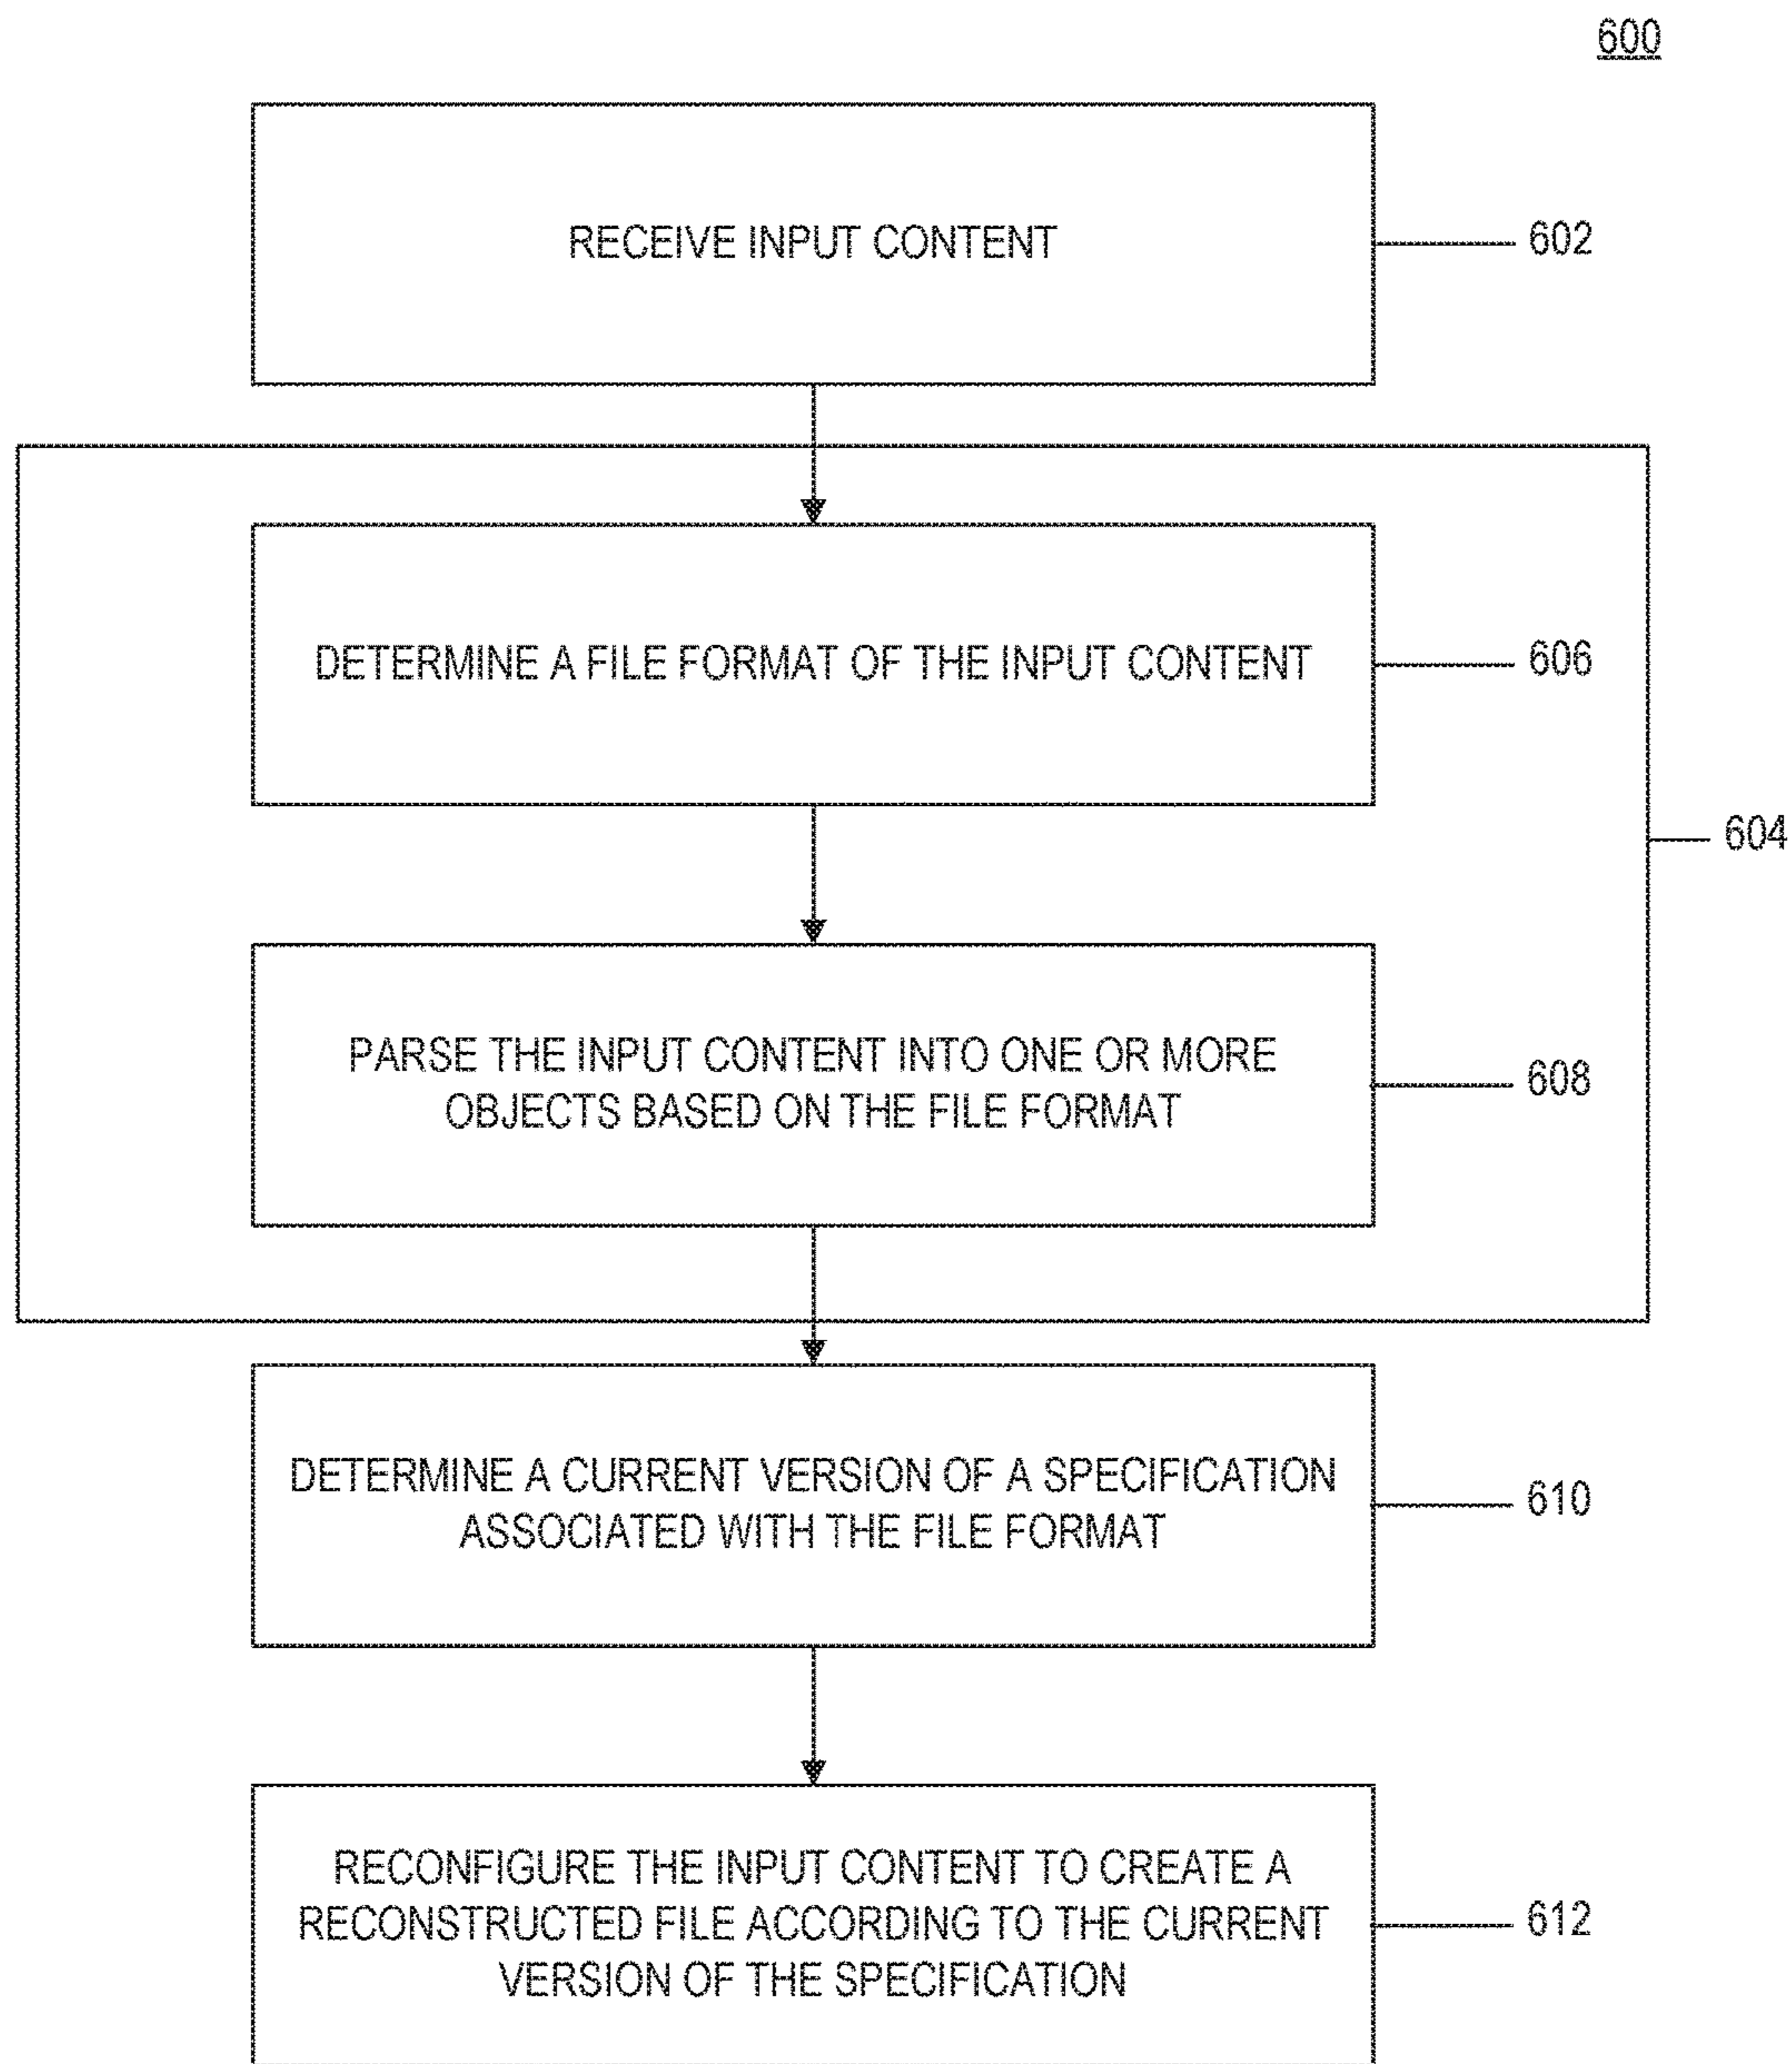 600
RECEIVE INPUT CONTENT
602
DETERMINE A FILE FORMAT OF THE INPUT CONTENT
606
604
PARSE THE INPUT CONTENT INTO ONE OR MORE
OBJECTS BASED ON THE FILE FORMAT
608
DETERMINE A CURRENT VERSION OF A SPECIFICATION
ASSOCIATED WITH THE FILE FORMAT
610
RECONFIGURE THE INPUT CONTENT TO CREATE A
RECONSTRUCTED FILE ACCORDING TO THE CURRENT
VERSION OF THE SPECIFICATION
612